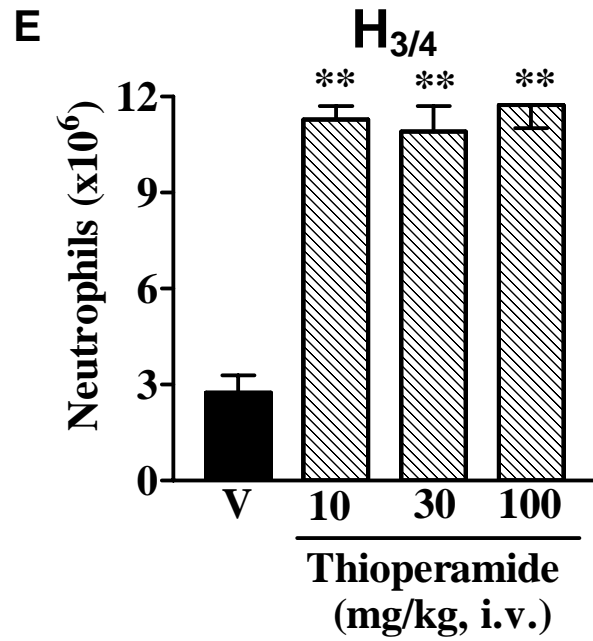 E
H3/4
** ** **
Neutrophils (x10⁶)
12
9
6
3
0
V 10 30 100
Thioperamide
(mg/kg, i.v.)